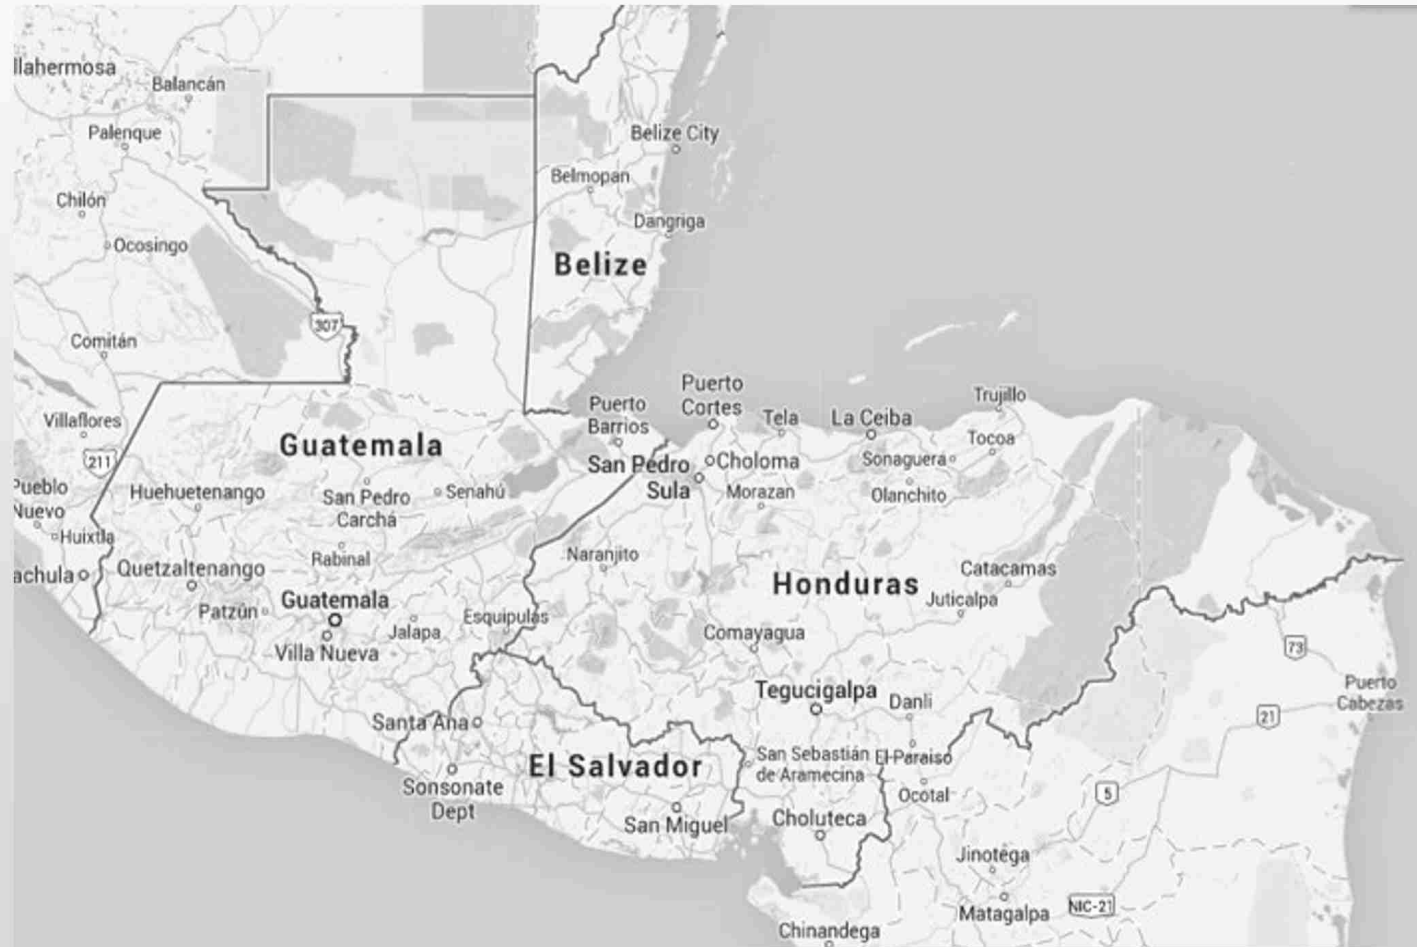 llahermosa
Balancán
Palenque
Belize City
Belmopan
Chilón
Dangriga
Ocosingo
Belize
307
Comitán
Puerto
Cortes
Trujillo
Puerto
Barrios
Tela
La Ceiba
Villaflores
Guatemala
Tocoa
211
San Pedro
Sula
Choloma
Sonaguera
Pueblo
Nuevo
Huehuetenango
San Pedro
Carchá
Senahú
Morazan
Olanchito
Huixtla
Rabinal
Naranjito
achula
Quetzaltenango
Honduras
Catacamas
Patzún
Guatemala
Juticalpa
Esquipulas
Jalapa
Comayagua
Villa Nueva
73
Tegucigalpa
Danli
Puerto
Cabezas
Santa Ana
21
San Sebastián
de Aramecina
El Paraiso
El Salvador
Sonsonate
Dept
Ocotal
5
San Miguel
Choluteca
Jinotega
NIC-21
Matagalpa
Chinandega